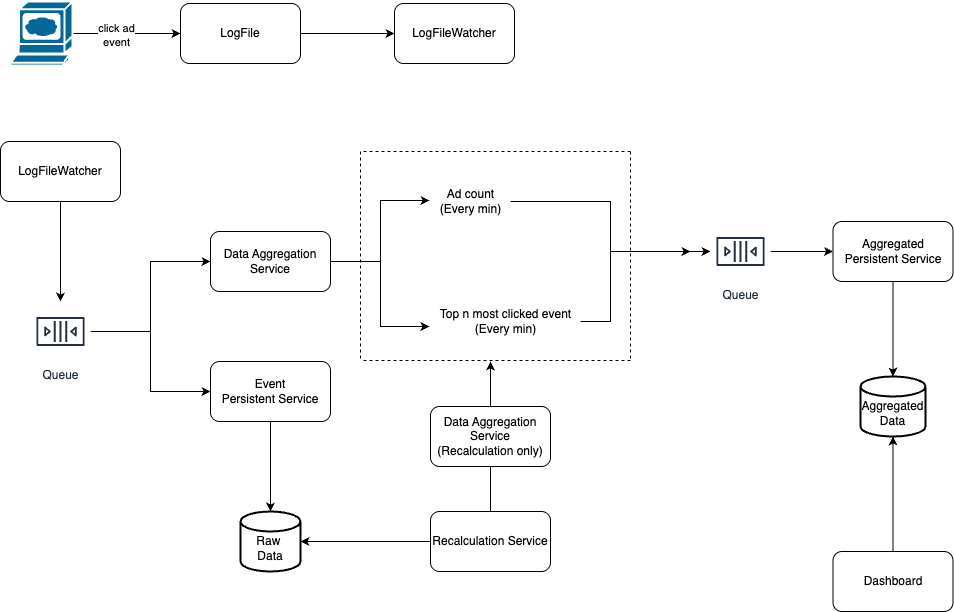 click ad
event
LogFile
LogFileWatcher
LogFileWatcher
Queue
Data Aggregation
Service
Event
Persistent Service
Raw
Data
Ad count
(Every min)
Top n most clicked event
(Every min)
Data Aggregation
Service
(Recalculation only)
Recalculation Service
Queue
Aggregated
Persistent Service
Aggregated
Data
Dashboard